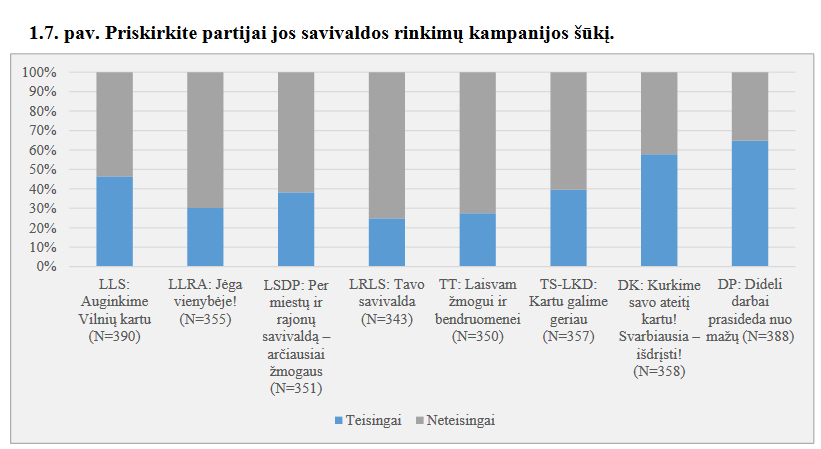 1.7. pav. Priskirkite partijai jos savivaldos rinkimų kampanijos šūkį.
100%
90%
80%
70%
60%
50%
40%
30%
20%
10%
0%
LLS:
Auginkime
Vilnių kartu
(N=390)
LLRA: Jėga
vienybėje!
(N=355)
LSDP: Per
miestų ir
rajonų
savivaldą –
arčiausiai
žmogaus
(N=351)
LRLS: Tavo
savivalda
(N=343)
TT: Laisvam
žmogui ir
bendruomenei
(N=350)
TS-LKD:
Kartu galime
geriau
(N=357)
DK: Kurkime
savo ateitį
kartu!
Svarbiausia –
išdrįsti!
(N=358)
DP: Dideli
darbai
prasideda nuo
mažų (N=388)
Teisingai
Neteisingai